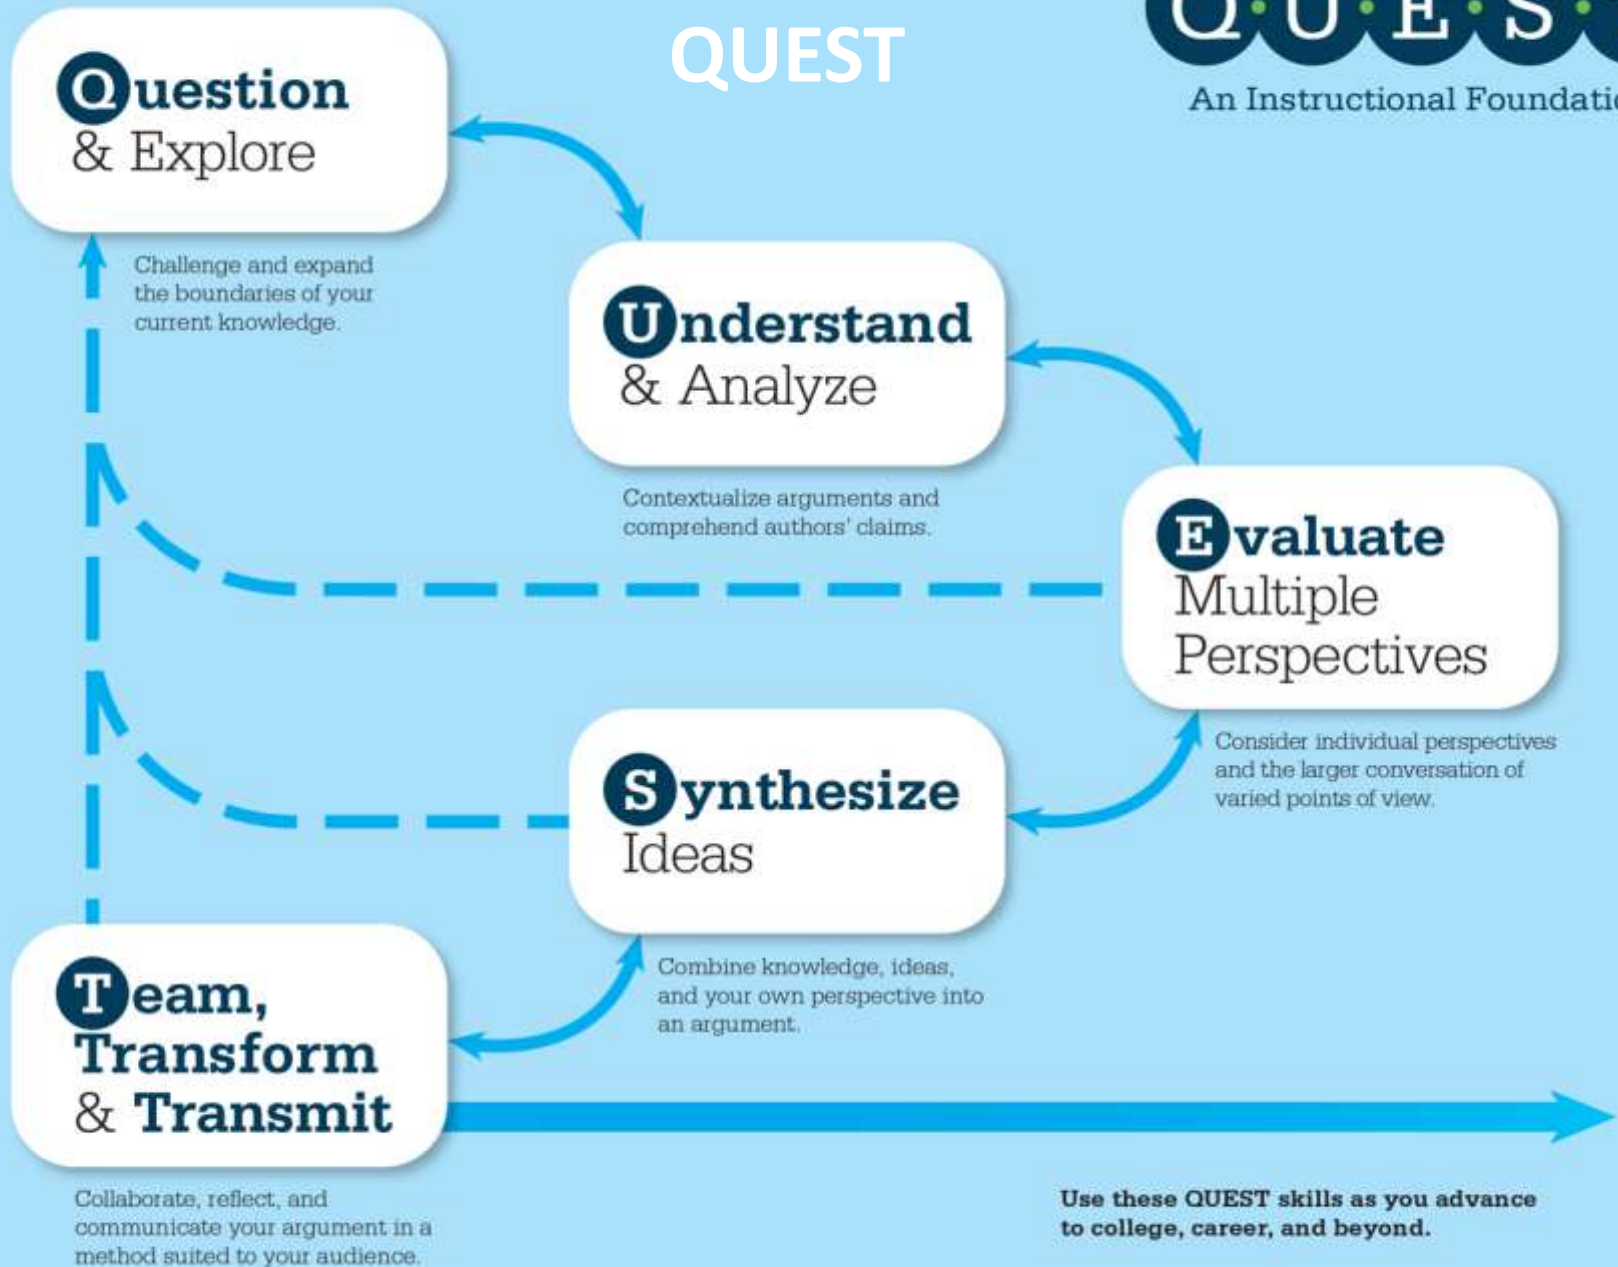 QUEST
Q·U·E·S·
An Instructional
Question
& Explore
Challenge and expand
the boundaries of your
current knowledge.
Understand
& Analyze
Contextualize arguments and
comprehend authors' claims.
Evaluate
Multiple
Perspectives
Consider individual perspectives
and the larger conversation of
varied points of view.
Synthesize
Ideas
Combine knowledge, ideas,
and your own perspective into
an argument.
Team,
Transform
& Transmit
Collaborate, reflect, and
communicate your argument in a
method suited to your audience.
Use these QUEST skills as you advance
to college, career, and beyond.